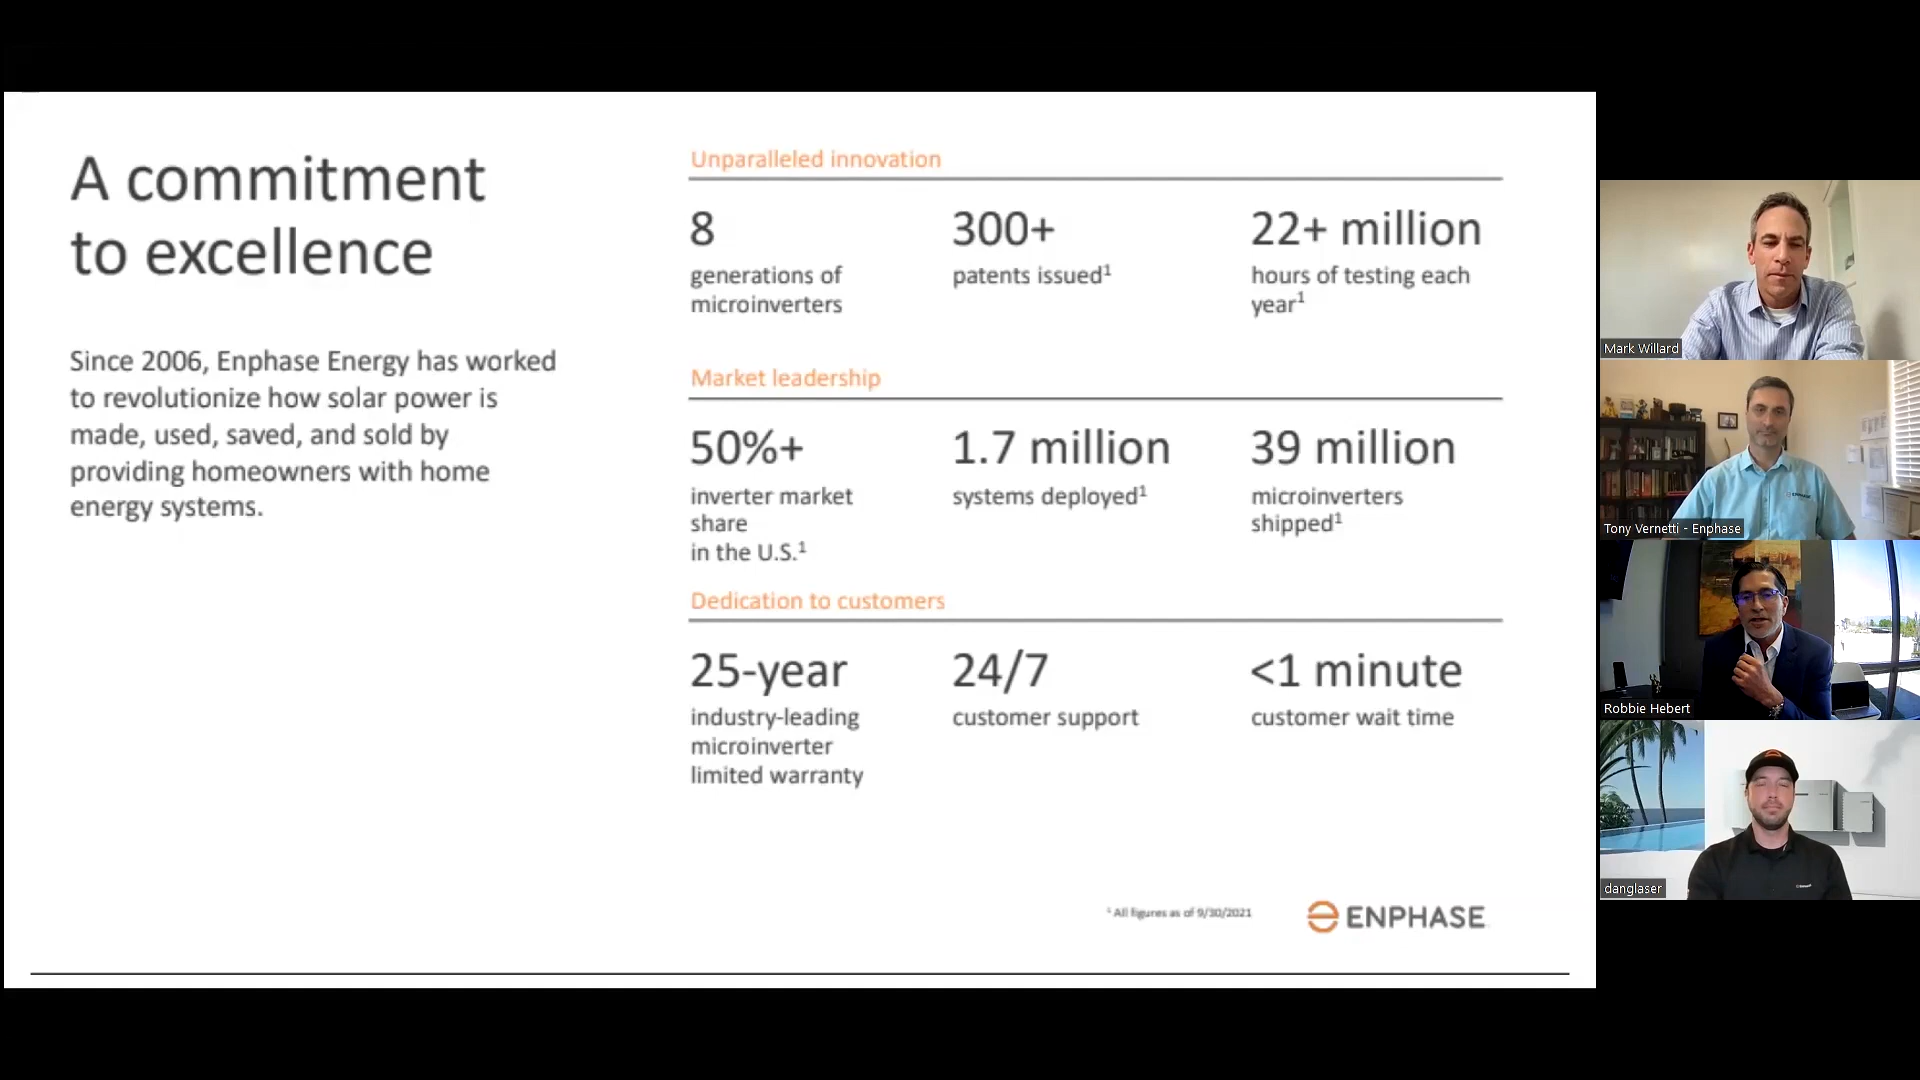 A commitment
to excellence
Since 2006, Enphase Energy has worked
to revolutionize how solar power is
made, used, saved, and sold by
providing homeowners with home
energy systems.
Unparalleled innovation
8
generations of
microinverters
300+
patents issued¹
22+ million
hours of testing each
year¹
Market leadership
50%+
inverter market
share
in the U.S.¹
1.7 million
systems deployed¹
39 million
microinverters
shipped¹
Dedication to customers
25-year
industry-leading
microinverter
limited warranty
24/7
customer support
<1 minute
customer wait time
¹ All figures as of 9/30/2021
ENPHASE
Mark Willard
ENPHASE
Tony Vernetti - Enphase
Robbie Hebert
danglaser